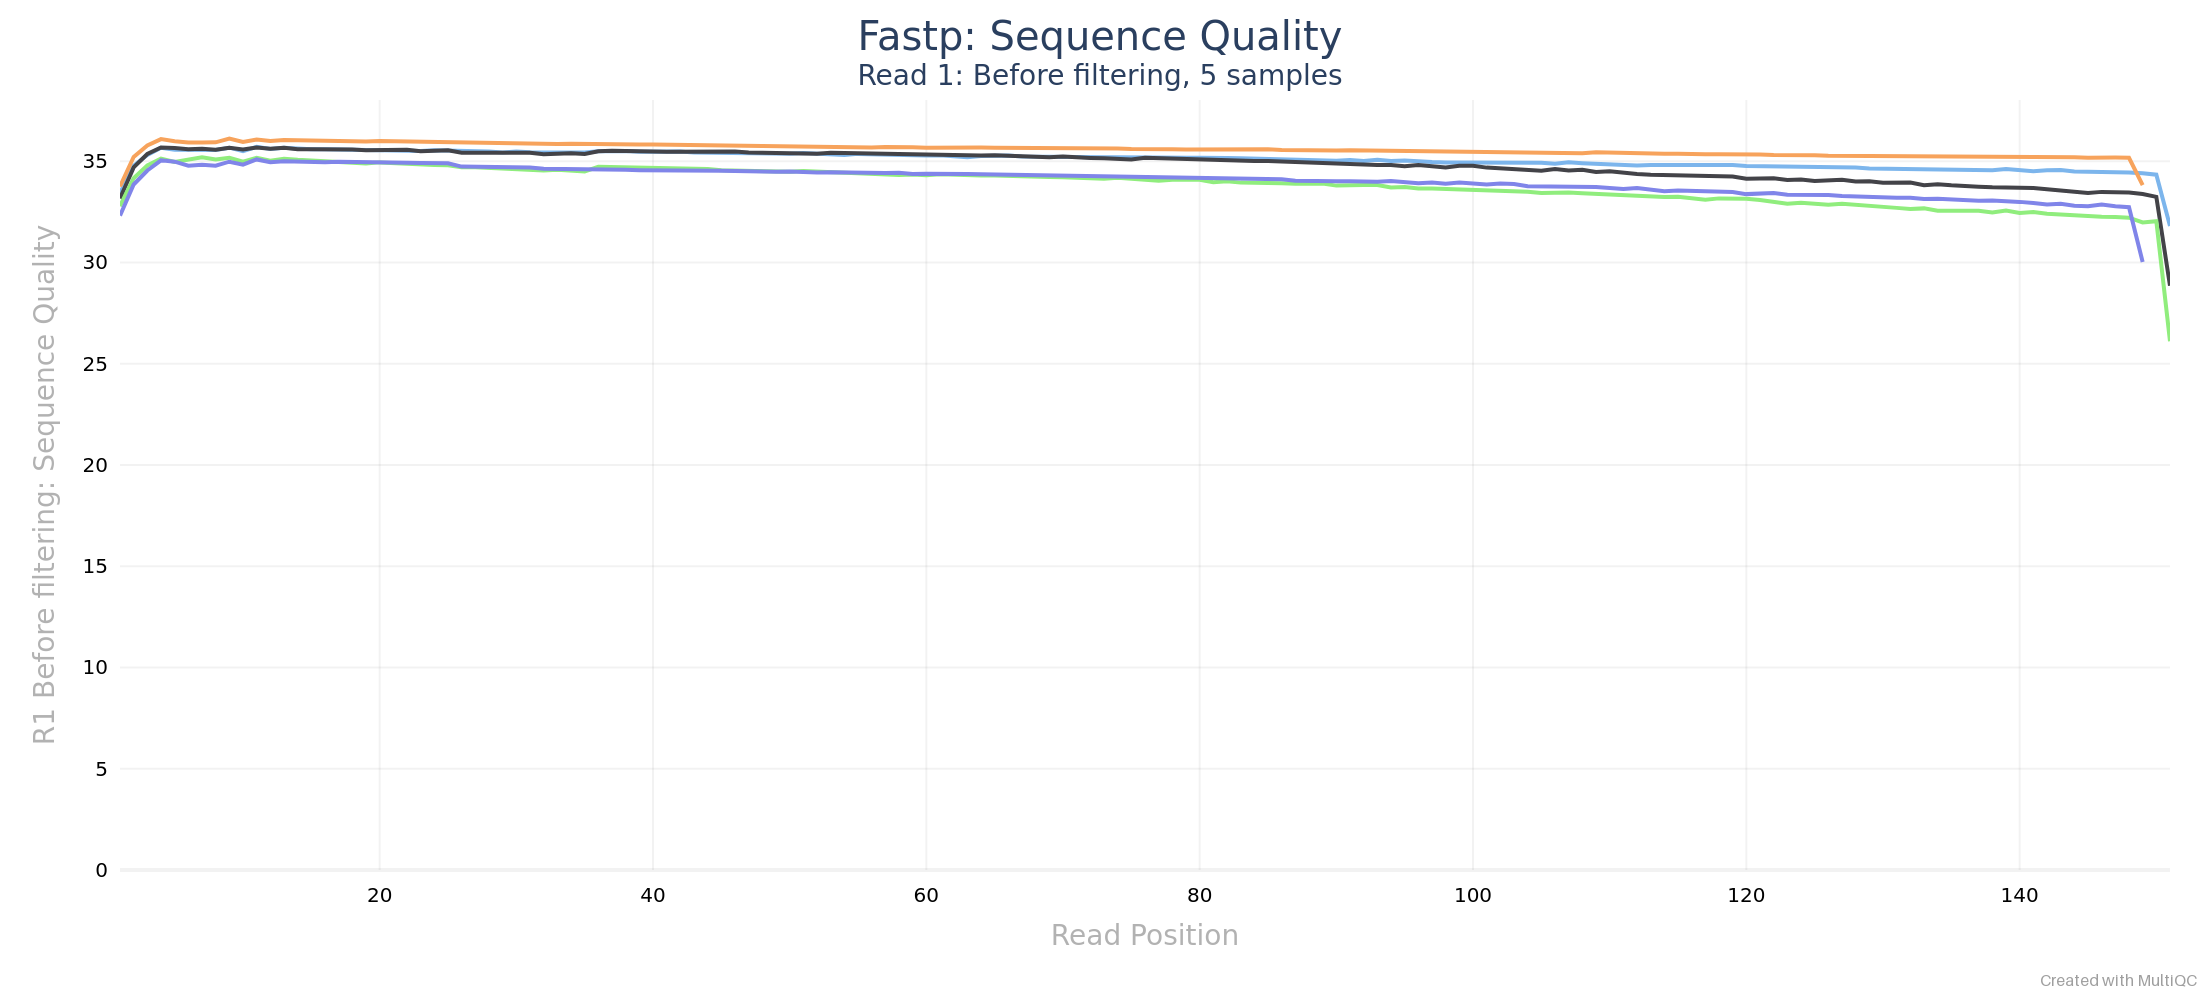 Fastp: Sequence Quality
Read 1: Before filtering, 5 samples
R1 Before filtering: Sequence Quality
35
30
25
20
15
10
5
0
20 40 60 80 100 120 140
Read Position
Created with MultiQC